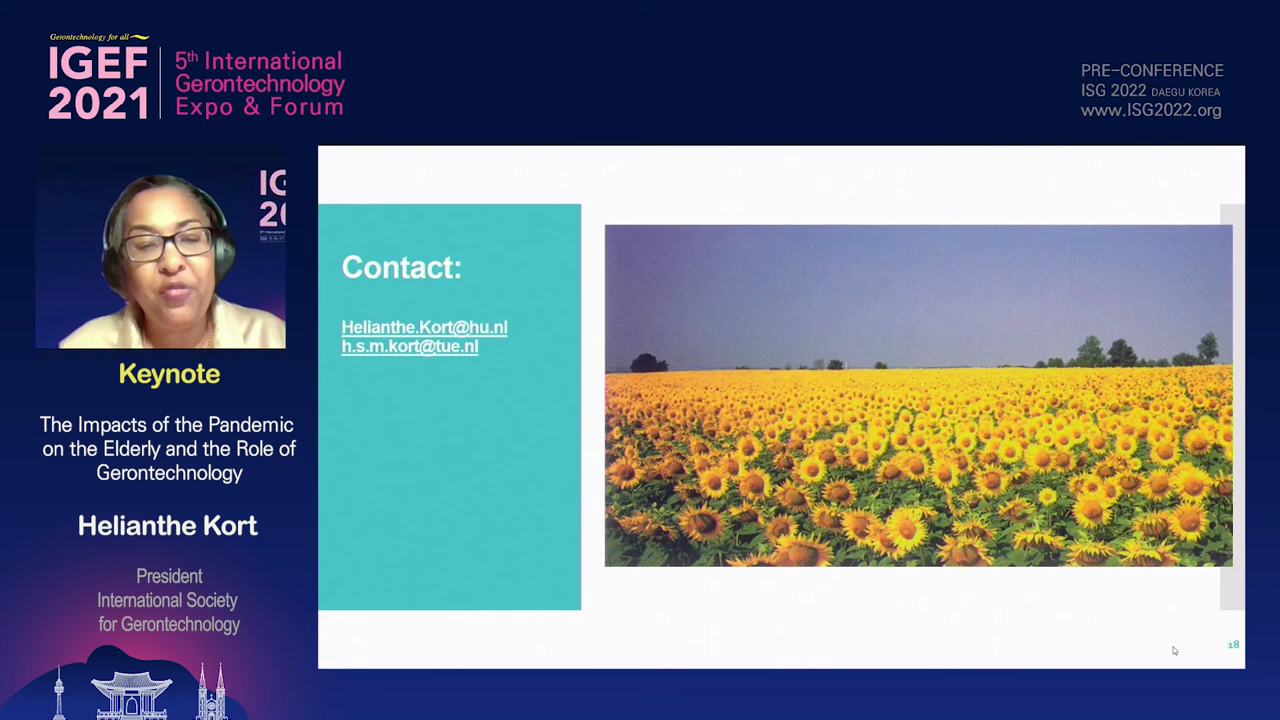 Gerontechnology for all
IGEF
2021
5th International
Gerontechnology
Expo & Forum
PRE-CONFERENCE
ISG 2022 DAEGU KOREA
www.ISG2022.org
IG
20
Keynote
The Impacts of the Pandemic
on the Elderly and the Role of
Gerontechnology
Helianthe Kort
President
International Society
for Gerontechnology
Contact:
Helianthe.Kort@hu.nl
h.s.m.kort@tue.nl
18